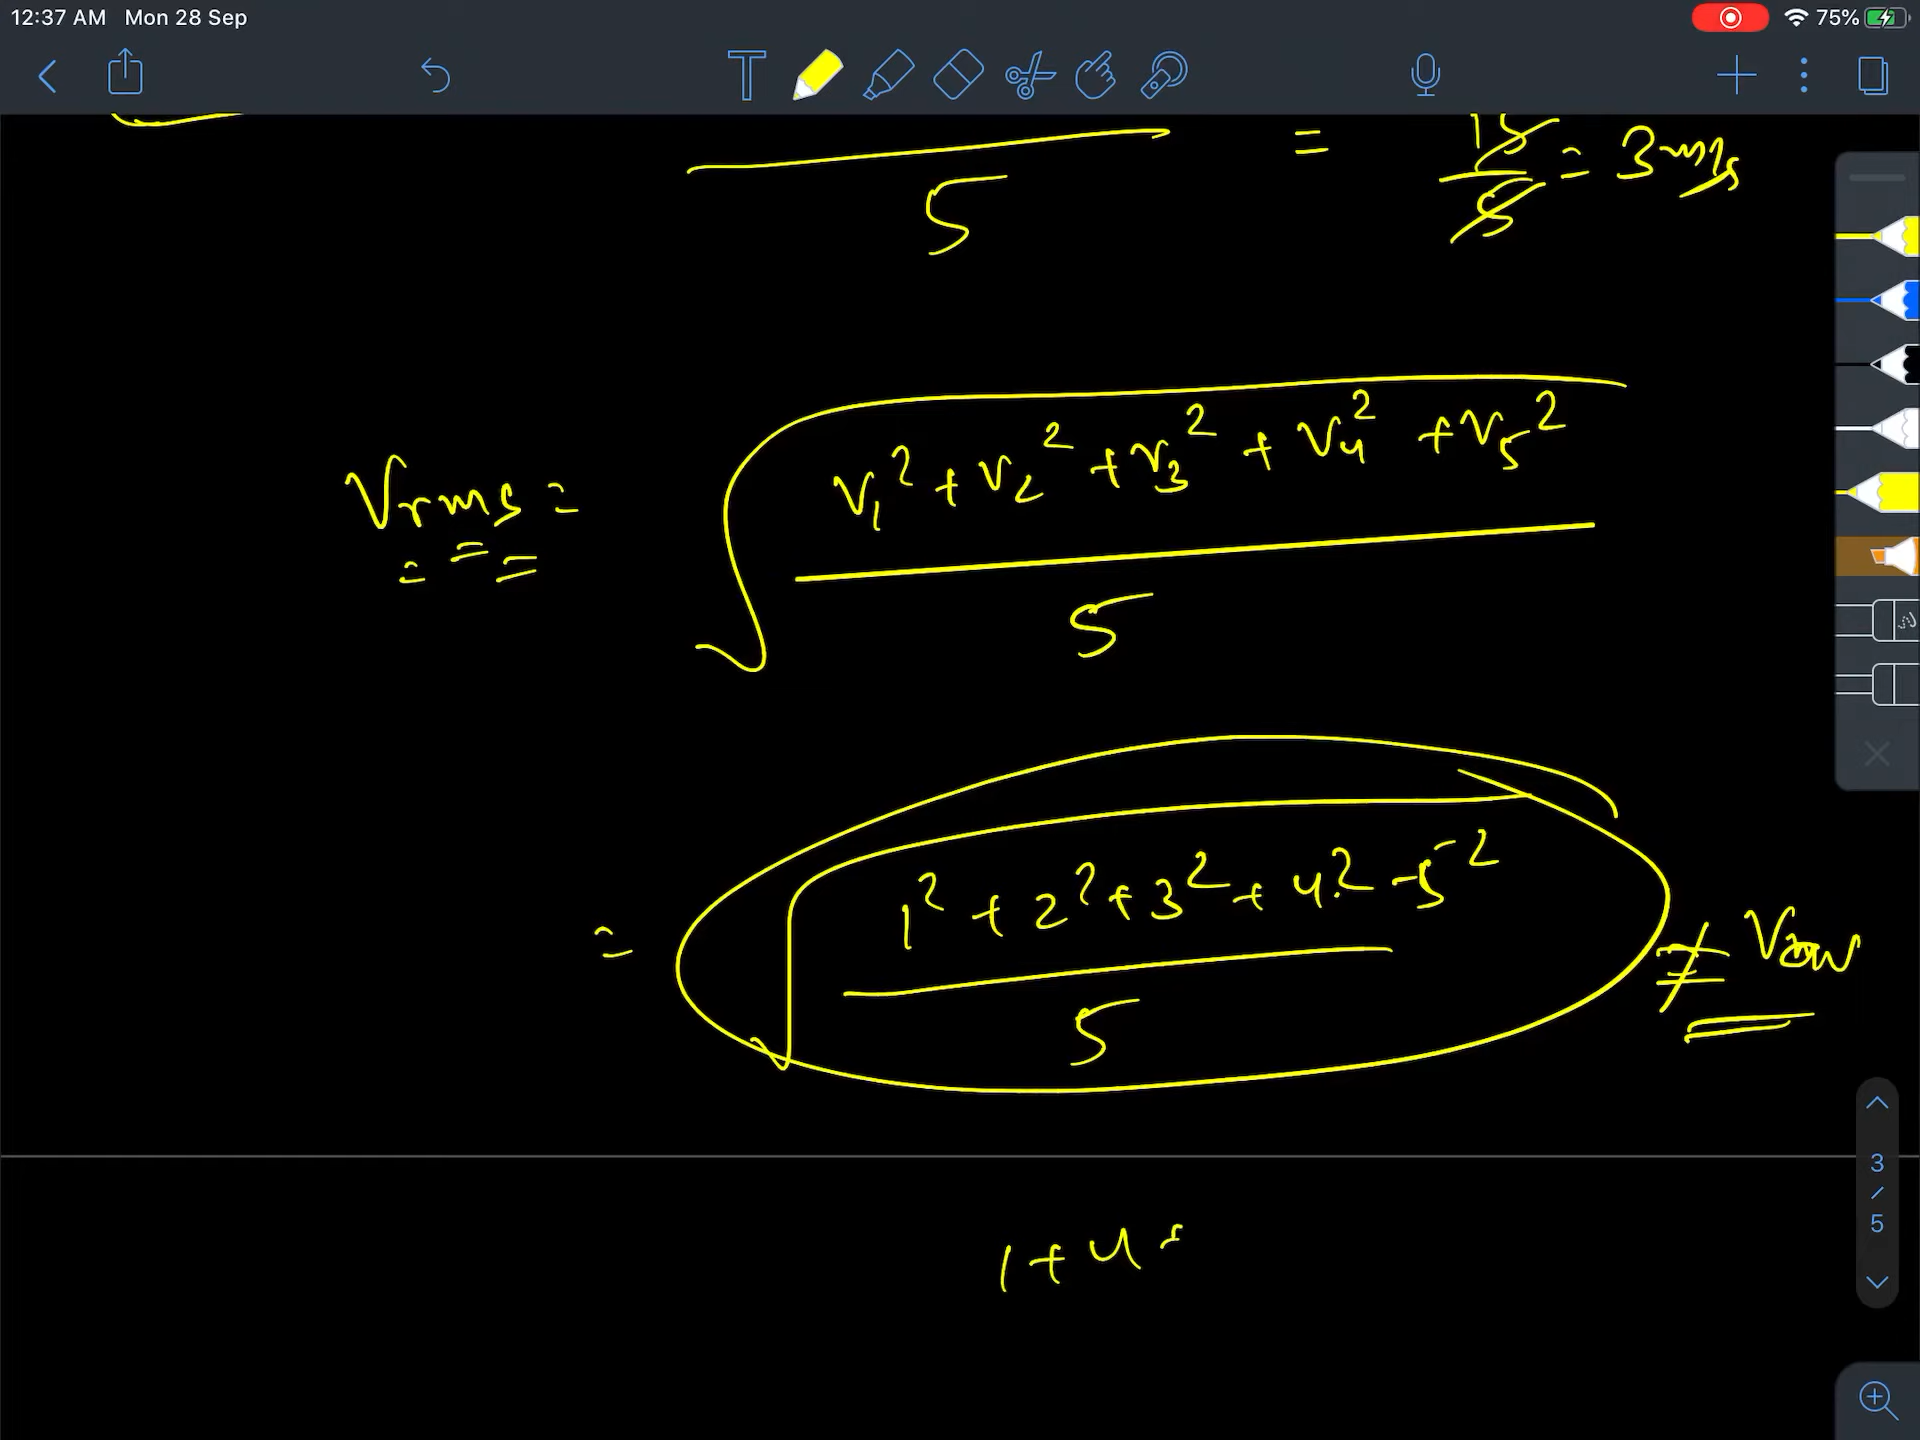 12:37 AM Mon 28 Sep 75%
= 15/5 = 3 m/s
5
Vrms = √((V₁² + V₂² + V₃² + V₄² + V₅²)/5)
= √((1² + 2² + 3² + 4² - 5²)/5) ≠ Vav
3 / 5
1 + 4 +